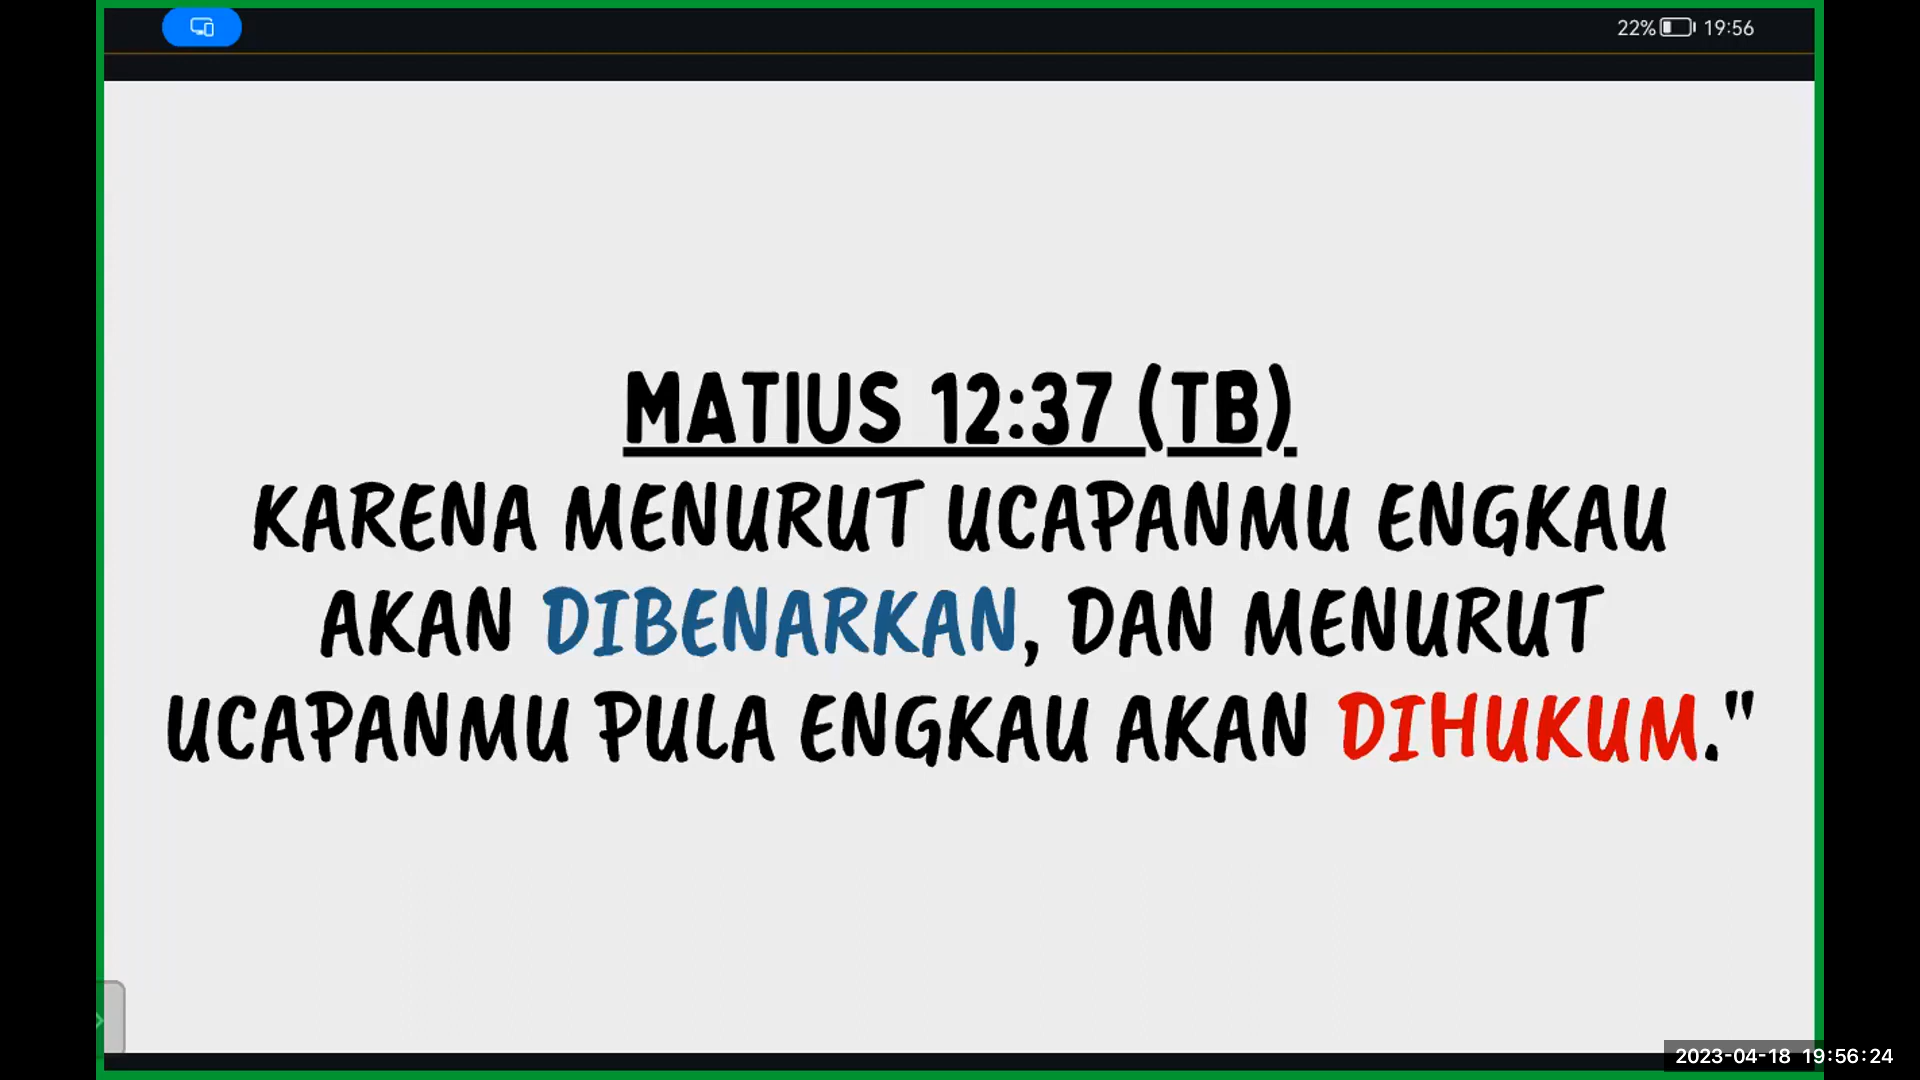 22% 19:56
MATIUS 12:37 (TB)
KARENA MENURUT UCAPANMU ENGKAU
AKAN DIBENARKAN, DAN MENURUT
UCAPANMU PULA ENGKAU AKAN DIHUKUM."
2023-04-18 19:56:24